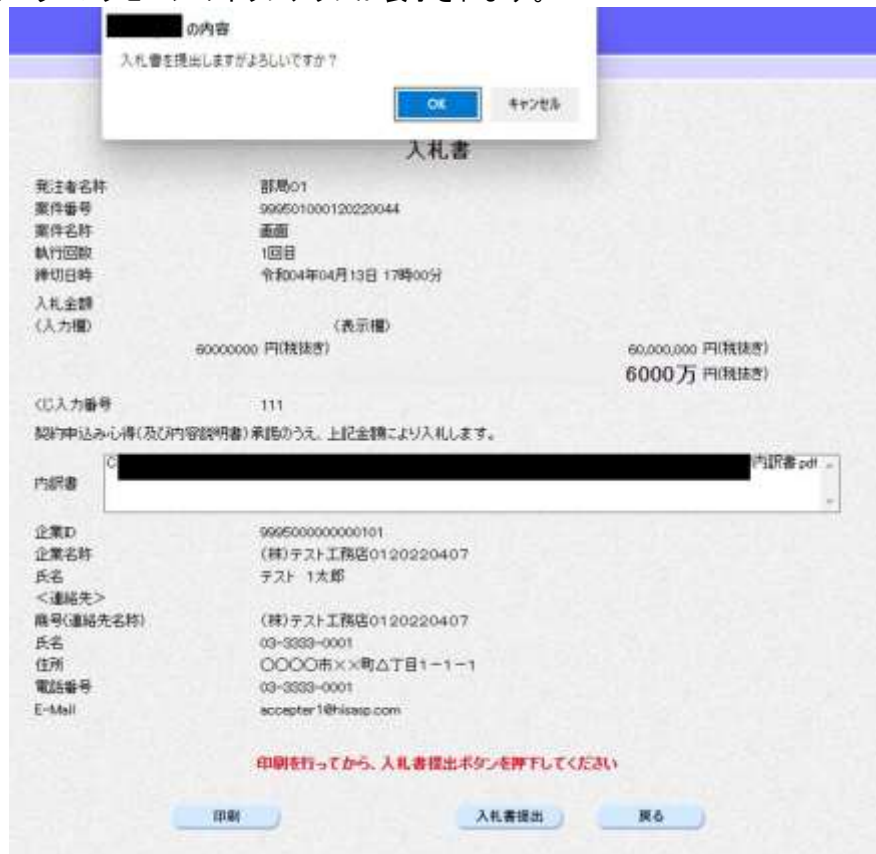 の内容
入札書を提出しますがよろしいですか？
OK キャンセル
入札書
発注者名称 部局01
案件番号 999501000120220044
案件名称 画面
執行回数 1回目
締切日時 令和04年04月13日 17時00分
入札金額
（入力欄） （表示欄）
60000000 円(税抜き) 60,000,000 円(税抜き)
6000万 円(税抜き)
くじ入力番号 111
契約申込み心得(及び内容説明書)承諾のうえ、上記金額により入札します。
C 内訳書.pdf
内訳書
企業ID 9995000000000101
企業名称 (株)テスト工務店0120220407
氏名 テスト 1太郎
＜連絡先＞
商号(連絡先名称) (株)テスト工務店0120220407
氏名 03-3333-0001
住所 〇〇〇〇市××町△丁目1－1－1
電話番号 03-3333-0001
E-Mail accepter1@hisasp.com
印刷を行ってから、入札書提出ボタンを押下してください
印刷 入札書提出 戻る